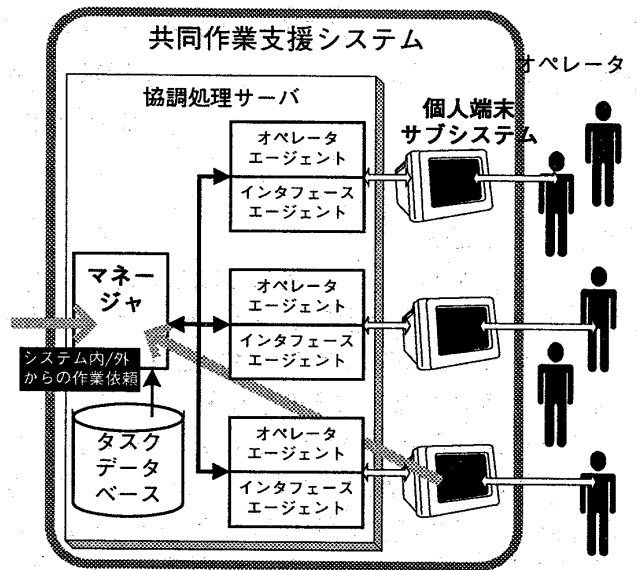 共同作業支援システム
オペレータ
協調処理サーバ
個人端末
サブシステム
オペレータ
エージェント
インタフェース
エージェント
マネー
ジャ
オペレータ
エージェント
インタフェース
エージェント
システム内/外
からの作業依頼
タスク
データ
ベース
オペレータ
エージェント
インタフェース
エージェント